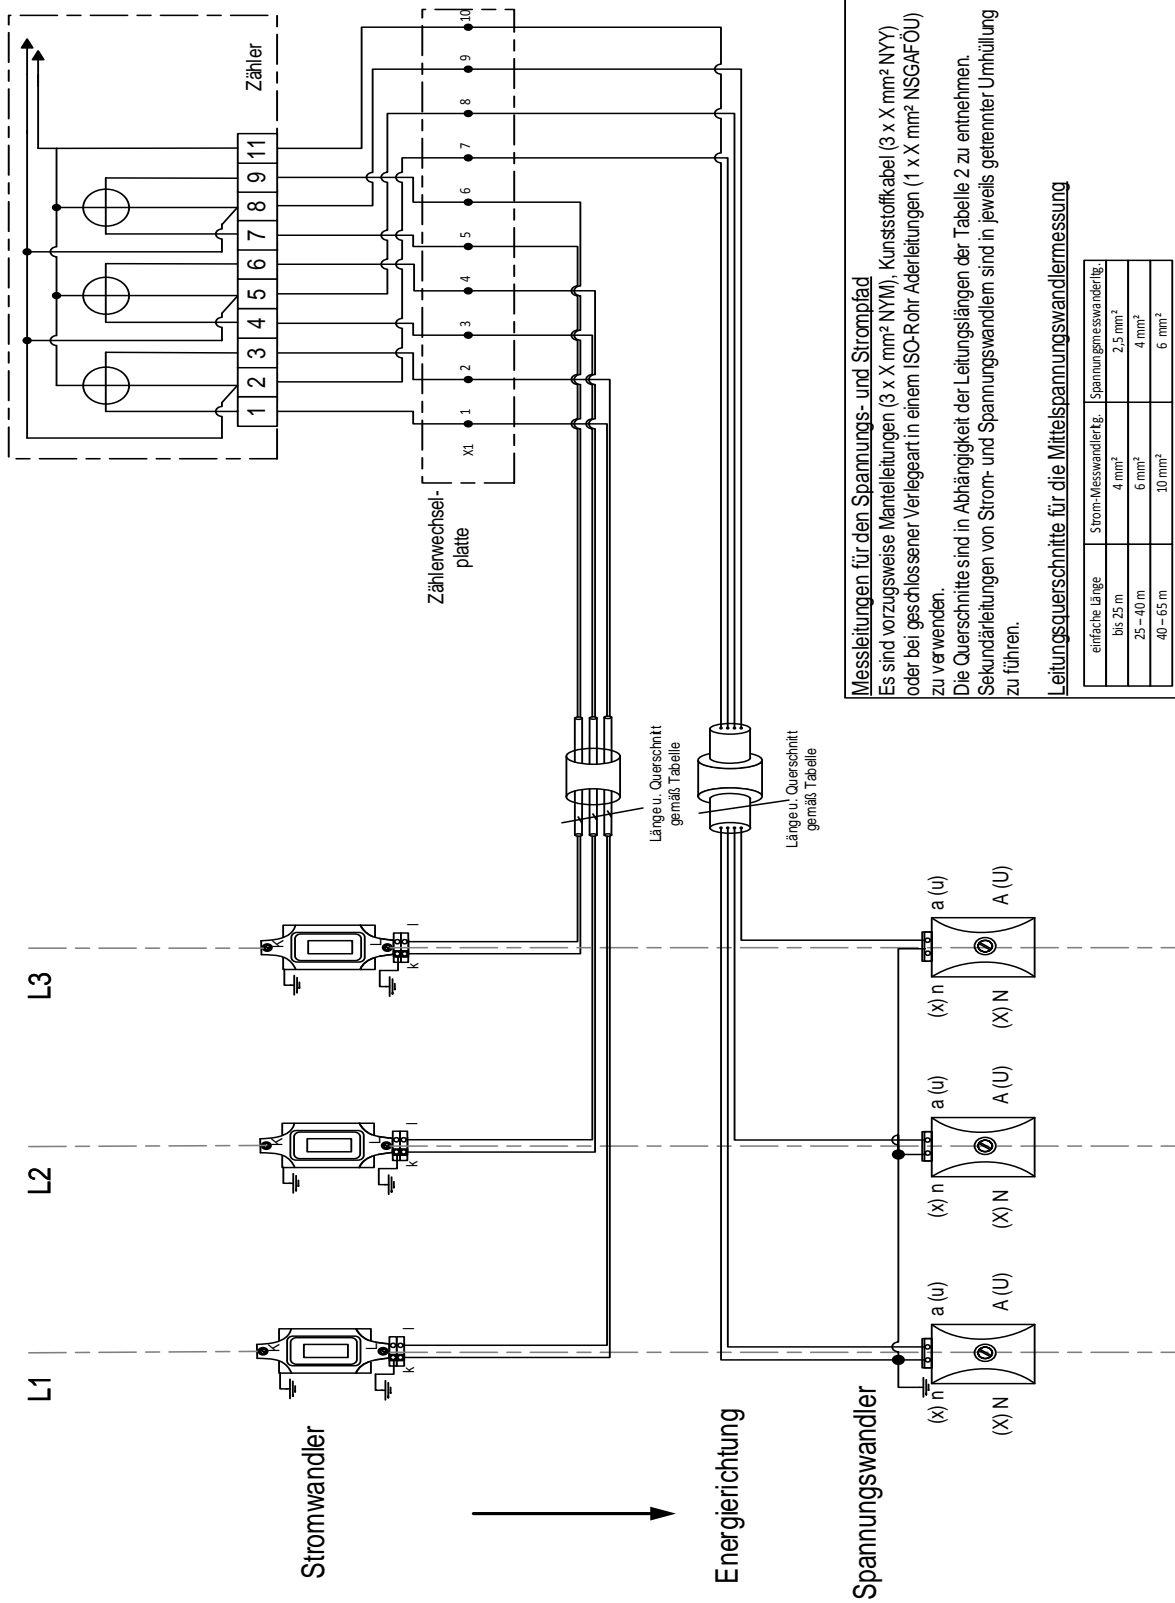 L1
L2
L3
Stromwandler
K
L
k
l
K
L
k
l
K
L
k
l
Energierichtung
Spannungswandler
(x) n
a (u)
(X) N
A (U)
(x) n
a (u)
(X) N
A (U)
(x) n
a (u)
(X) N
A (U)
Länge u. Querschnitt
gemäß Tabelle
Länge u. Querschnitt
gemäß Tabelle
Zähler
1 2 3 4 5 6 7 8 9 11
Zählerwechsel-
platte
X1 1 2 3 4 5 6 7 8 9 10
Messleitungen für den Spannungs- und Strompfad
Es sind vorzugsweise Mantelleitungen (3 x X mm² NYM), Kunststoffkabel (3 x X mm² NYY)
oder bei geschlossener Verlegeart in einem ISO-Rohr Aderleitungen (1 x X mm² NSGAFÖU)
zu verwenden.
Die Querschnitte sind in Abhängigkeit der Leitungslängen der Tabelle 2 zu entnehmen.
Sekundärleitungen von Strom- und Spannungswandlern sind in jeweils getrennter Umhüllung
zu führen.
Leitungsquerschnitte für die Mittelspannungswandlermessung
einfache Länge Strom-Messwandlerltg. Spannungsmesswanderltg.
bis 25 m 4 mm² 2,5 mm²
25 – 40 m 6 mm² 4 mm²
40 – 65 m 10 mm² 6 mm²